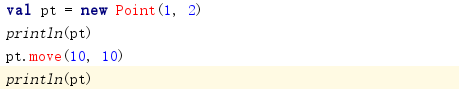 val pt = new Point(1, 2)
println(pt)
pt.move(10, 10)
println(pt)